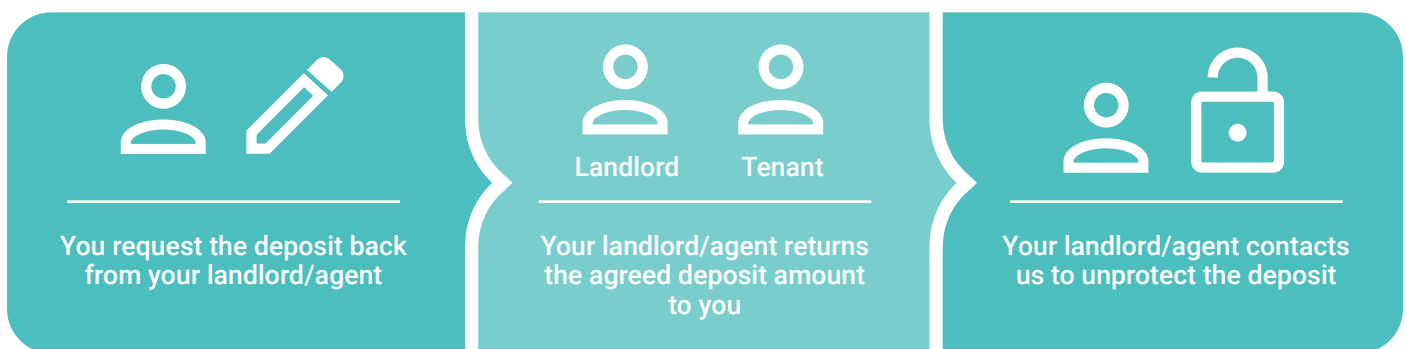 Landlord
Tenant
You request the deposit back
from your landlord/agent
Your landlord/agent returns
the agreed deposit amount
to you
Your landlord/agent contacts
us to unprotect the deposit